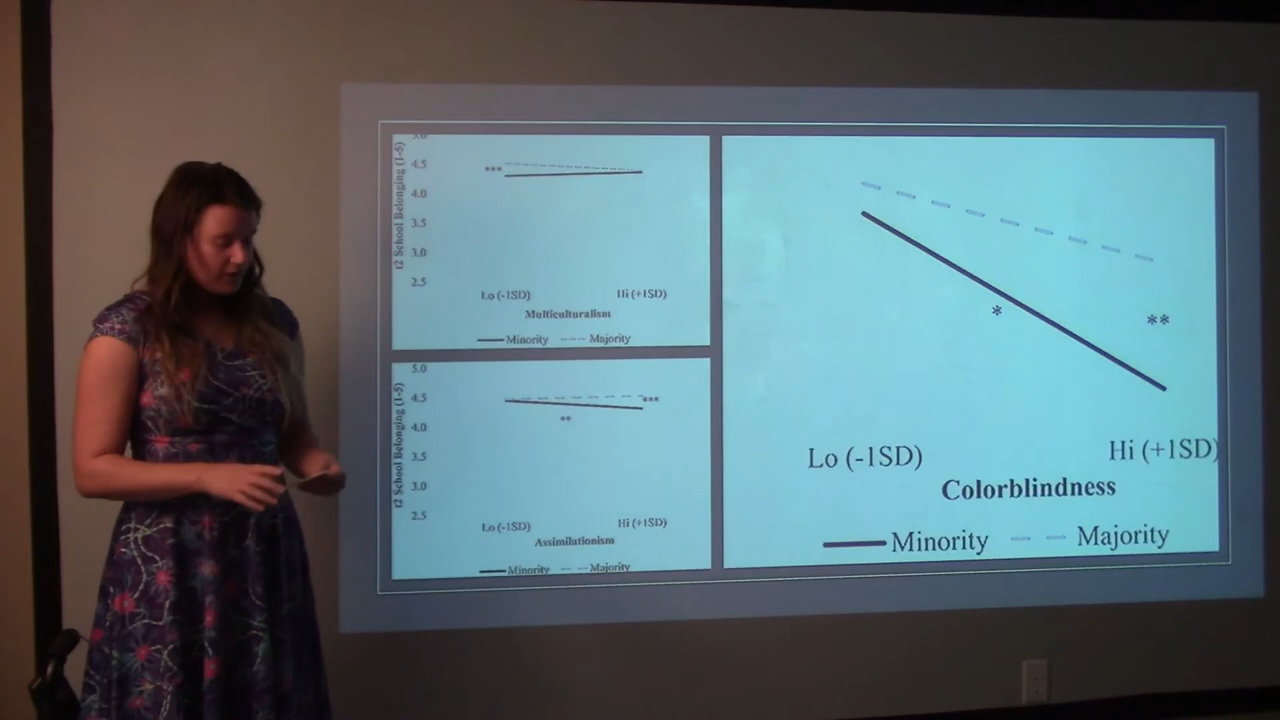 5.0
4.5
4.0
3.5
3.0
2.5
t2 School Belonging (1-5)
***
Lo (-1SD) Hi (+1SD)
Multiculturalism
Minority Majority
5.0
4.5
4.0
3.5
3.0
2.5
t2 School Belonging (1-5)
***
**
Lo (-1SD) Hi (+1SD)
Assimilationism
Minority Majority
*
**
Lo (-1SD) Hi (+1SD)
Colorblindness
Minority Majority